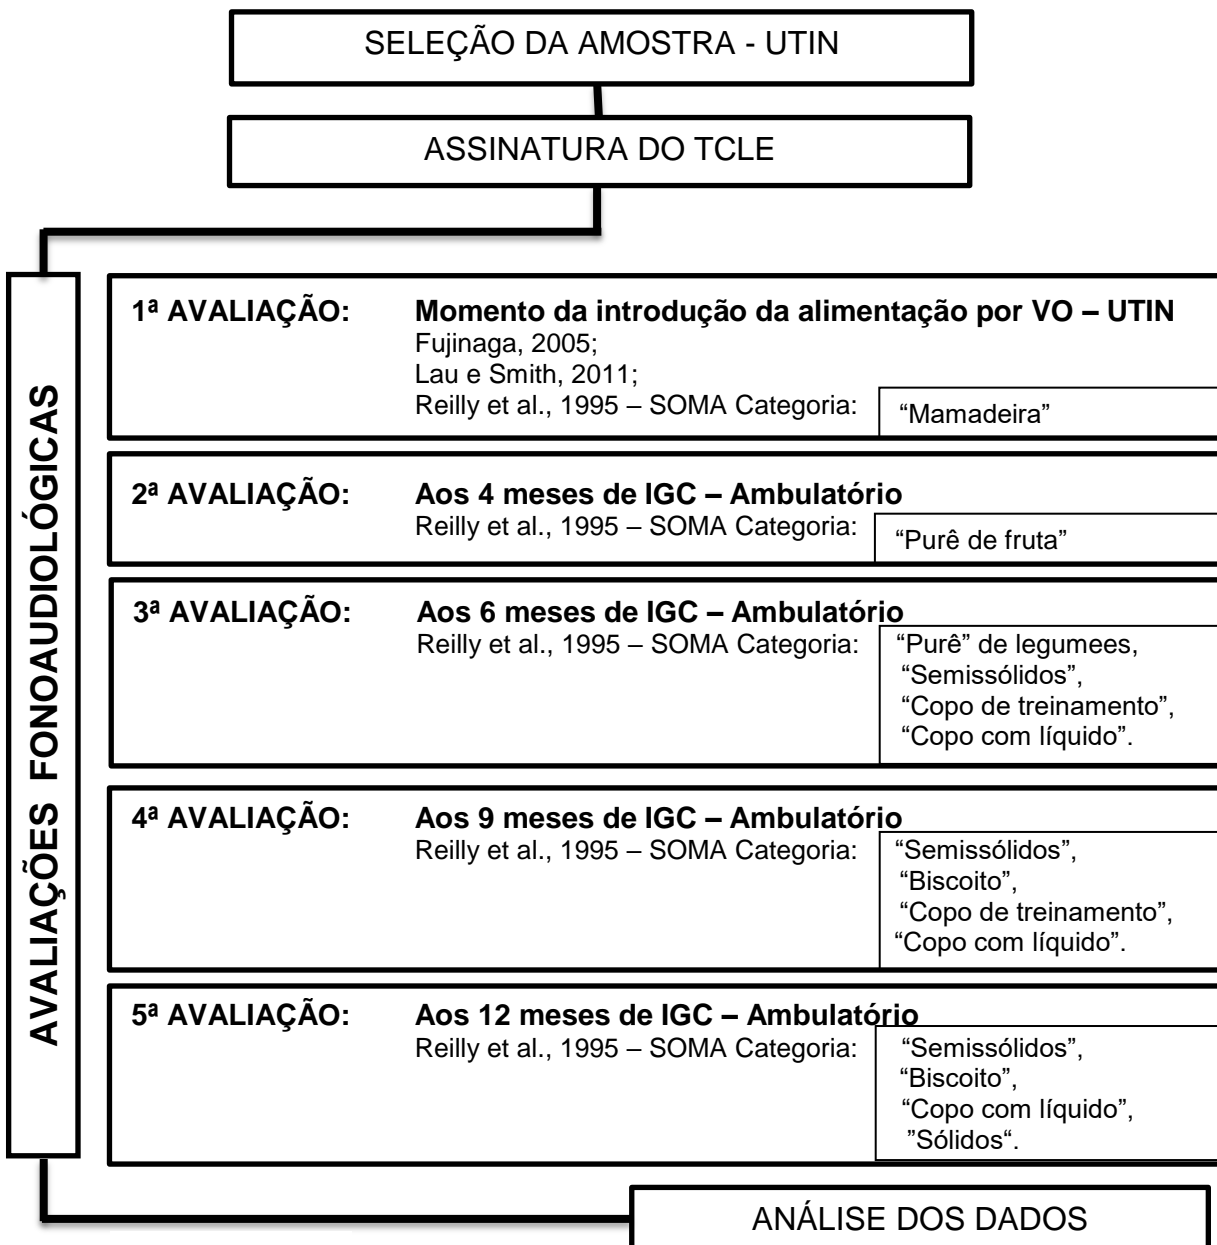 SELEÇÃO DA AMOSTRA - UTIN
ASSINATURA DO TCLE
AVALIAÇÕES FONOAUDIOLÓGICAS
1ª AVALIAÇÃO: Momento da introdução da alimentação por VO – UTIN
Fujinaga, 2005;
Lau e Smith, 2011;
Reilly et al., 1995 – SOMA Categoria: “Mamadeira”
2ª AVALIAÇÃO: Aos 4 meses de IGC – Ambulatório
Reilly et al., 1995 – SOMA Categoria: “Purê de fruta”
3ª AVALIAÇÃO: Aos 6 meses de IGC – Ambulatório
Reilly et al., 1995 – SOMA Categoria: “Purê” de legumees,
“Semissólidos”,
“Copo de treinamento”,
“Copo com líquido”.
4ª AVALIAÇÃO: Aos 9 meses de IGC – Ambulatório
Reilly et al., 1995 – SOMA Categoria: “Semissólidos”,
“Biscoito”,
“Copo de treinamento”,
“Copo com líquido”.
5ª AVALIAÇÃO: Aos 12 meses de IGC – Ambulatório
Reilly et al., 1995 – SOMA Categoria: “Semissólidos”,
“Biscoito”,
“Copo com líquido”,
”Sólidos“.
ANÁLISE DOS DADOS